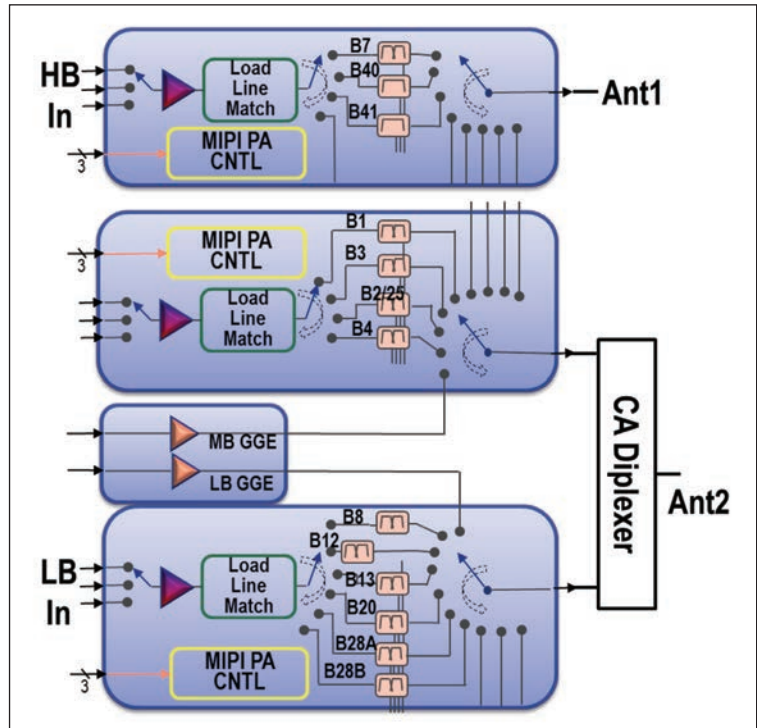 HB
In
Load
Line
Match
MIPI PA
CNTL
3
B7
B40
B41
Ant1
MIPI PA
CNTL
3
Load
Line
Match
B1
B3
B2/25
B4
MB GGE
LB GGE
CA Diplexer
Ant2
LB
In
Load
Line
Match
MIPI PA
CNTL
3
B8
B12
B13
B20
B28A
B28B